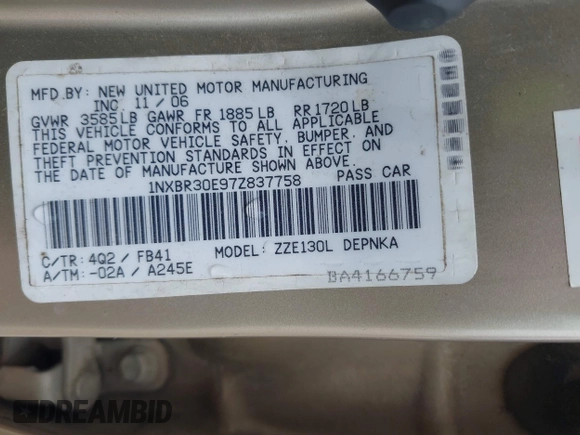 MFD.BY: NEW UNITED MOTOR MANUFACTURING
INC. 11/06
GVWR 3585LB GAWR FR 1885LB RR1720LB
THIS VEHICLE CONFORMS TO ALL APPLICABLE
FEDERAL MOTOR VEHICLE SAFETY, BUMPER, AND
THEFT PREVENTION STANDARDS IN EFFECT ON
THE DATE OF MANUFACTURE SHOWN ABOVE.
1NXBR30E97Z837758 PASS CAR
C/TR: 4Q2 / FB41 MODEL: ZZE130L DEPNKA
A/TM: -02A / A245E
BA4166759
DREAMBID